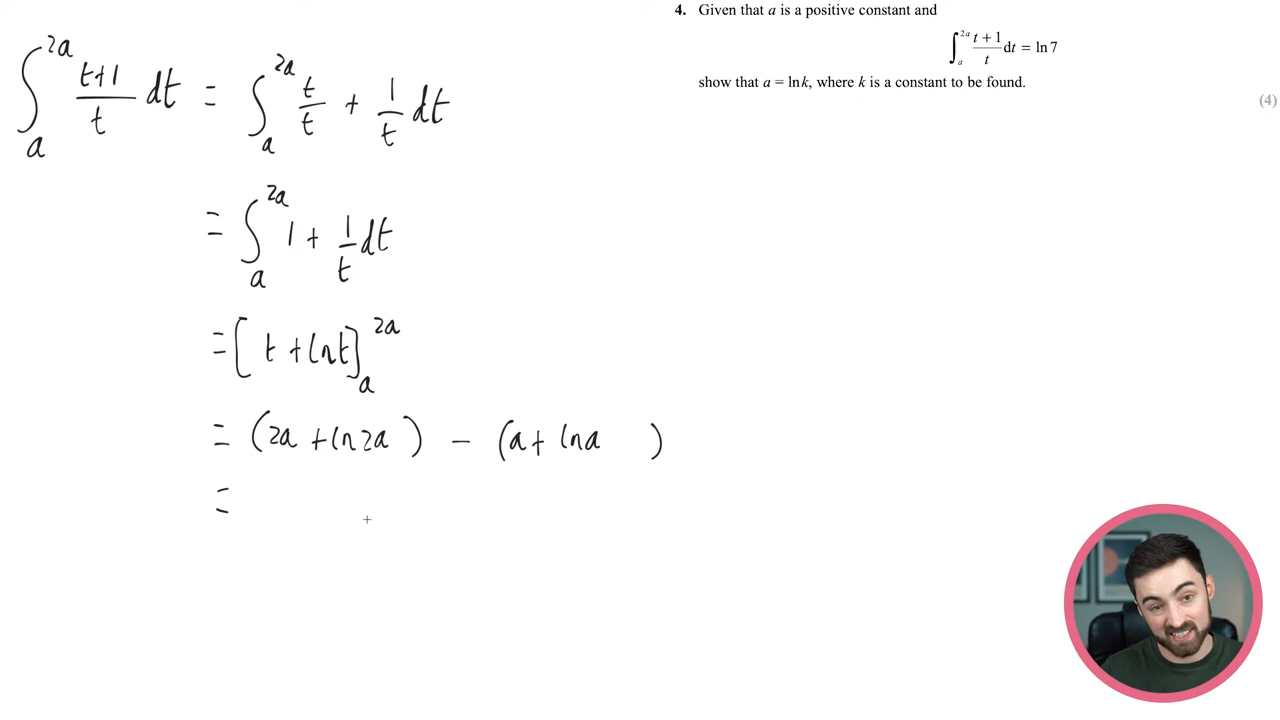 4. Given that a is a positive constant and
∫_a^{2a} (t + 1)/t dt = ln 7
show that a = ln k, where k is a constant to be found.
(4)
∫_a^{2a} (t+1)/t dt = ∫_a^{2a} t/t + 1/t dt
= ∫_a^{2a} 1 + 1/t dt
= [t + ln t]_a^{2a}
= (2a + ln 2a) - (a + ln a)
=